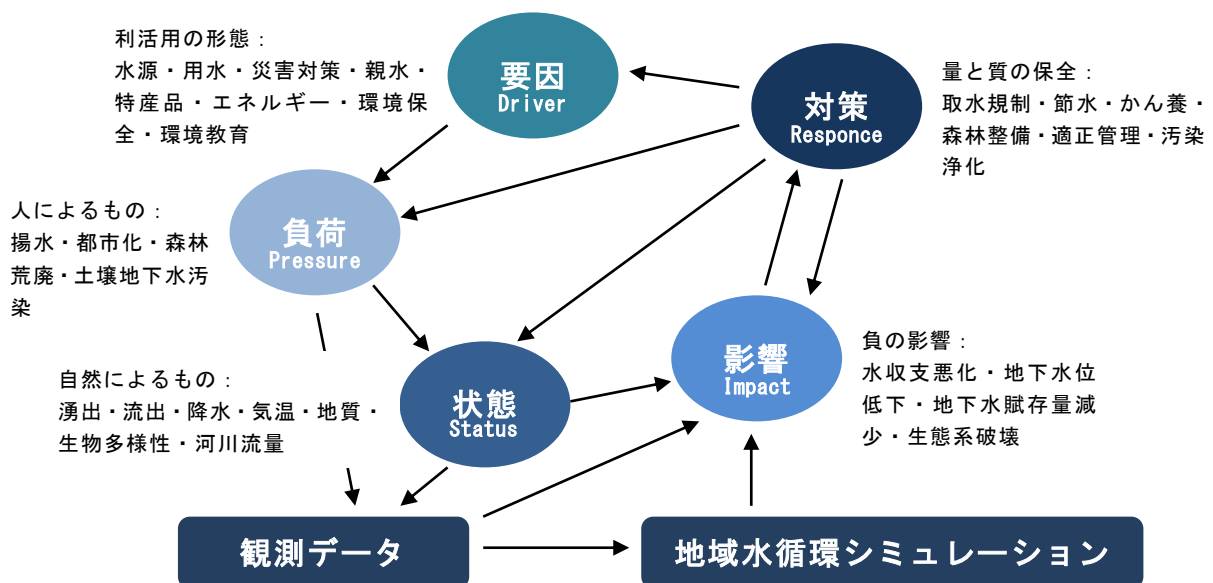 利活用の形態：
水源・用水・災害対策・親水・
特産品・エネルギー・環境保
全・環境教育
要因
Driver
対策
Responce
量と質の保全：
取水規制・節水・かん養・
森林整備・適正管理・汚染
浄化
人によるもの：
揚水・都市化・森林
荒廃・土壌地下水汚
染
負荷
Pressure
自然によるもの：
湧出・流出・降水・気温・地質・
生物多様性・河川流量
状態
Status
影響
Impact
負の影響：
水収支悪化・地下水位
低下・地下水賦存量減
少・生態系破壊
観測データ
地域水循環シミュレーション